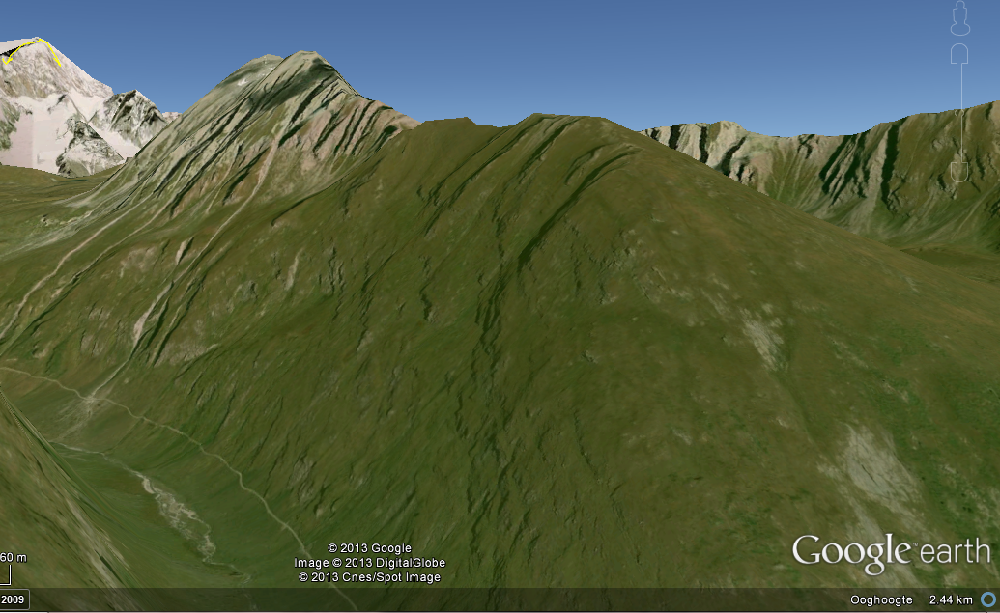 © 2013 Google
Image © 2013 DigitalGlobe
© 2013 Cnes/Spot Image
Google earth
60 m
2009
Ooghoogte 2.44 km